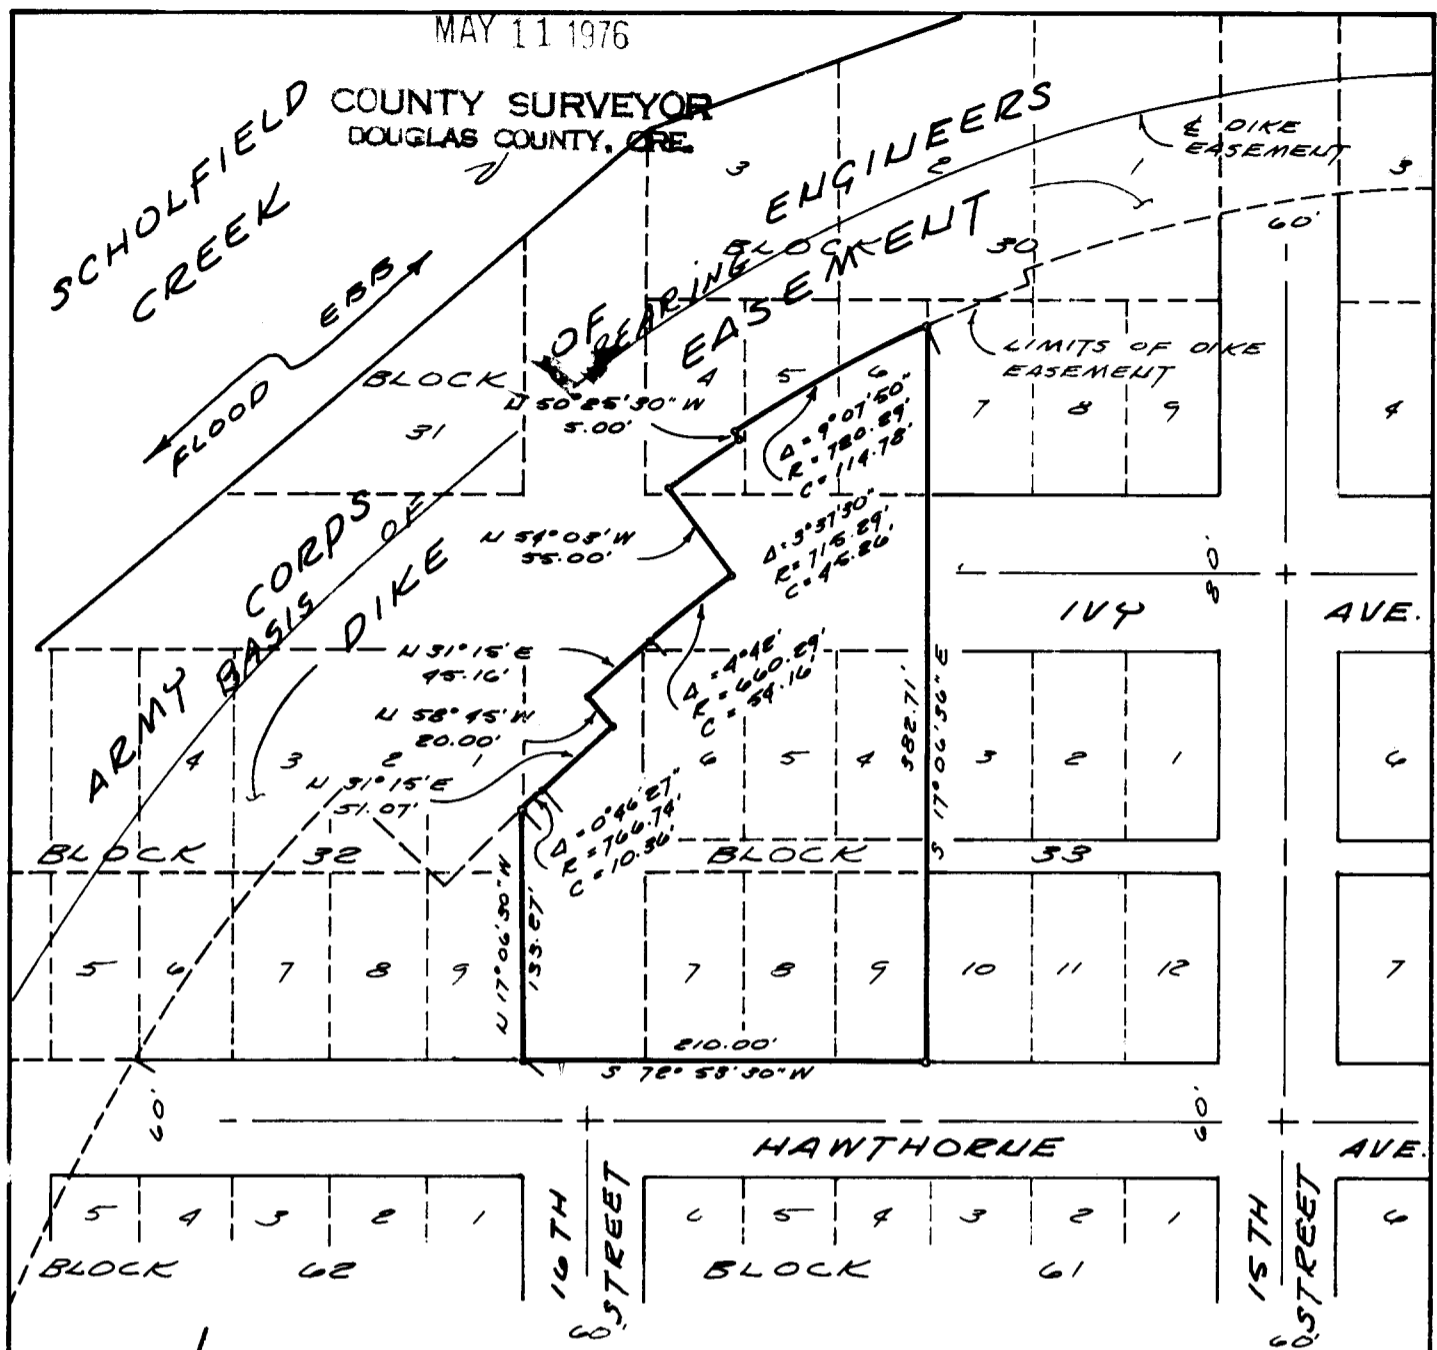 MAY 11 1976
COUNTY SURVEYOR
DOUGLAS COUNTY, ORE.
SCHOLFIELD
CREEK
EBB
FLOOD
ARMY CORPS OF ENGINEERS
DIKE EASEMENT
BASIS OF BEARING
℄ DIKE
EASEMENT
LIMITS OF DIKE
EASEMENT
3 2 1 3
BLOCK 30
60'
4 5 6 7 8 9 4
BLOCK
31
N 50° 25' 30" W
5.00'
Δ = 9° 07' 50"
R = 780.29'
C = 114.78'
N 54° 03' W
55.00'
Δ = 3° 37' 30"
R = 715.29'
C = 45.26'
80'
IVY AVE.
N 31° 15' E
45.16'
Δ = 4° 42'
R = 660.29'
C = 54.16'
N 58° 45' W
20.00'
382.71'
S 17° 06' 36" E
4 3 2 1 6 5 4 3 2 1 6
N 31° 15' E
51.07'
Δ = 0° 46' 27"
R = 766.74'
C = 10.36'
BLOCK 32 BLOCK 33
N 17° 06' 30" W
133.27'
5 6 7 8 9 7 8 9 10 11 12 7
210.00'
S 72° 53' 30" W
60' 60'
HAWTHORNE AVE.
5 4 3 2 1 6 5 4 3 2 1 6
BLOCK 62 BLOCK 61
16TH
STREET
60'
15TH
STREET
60'